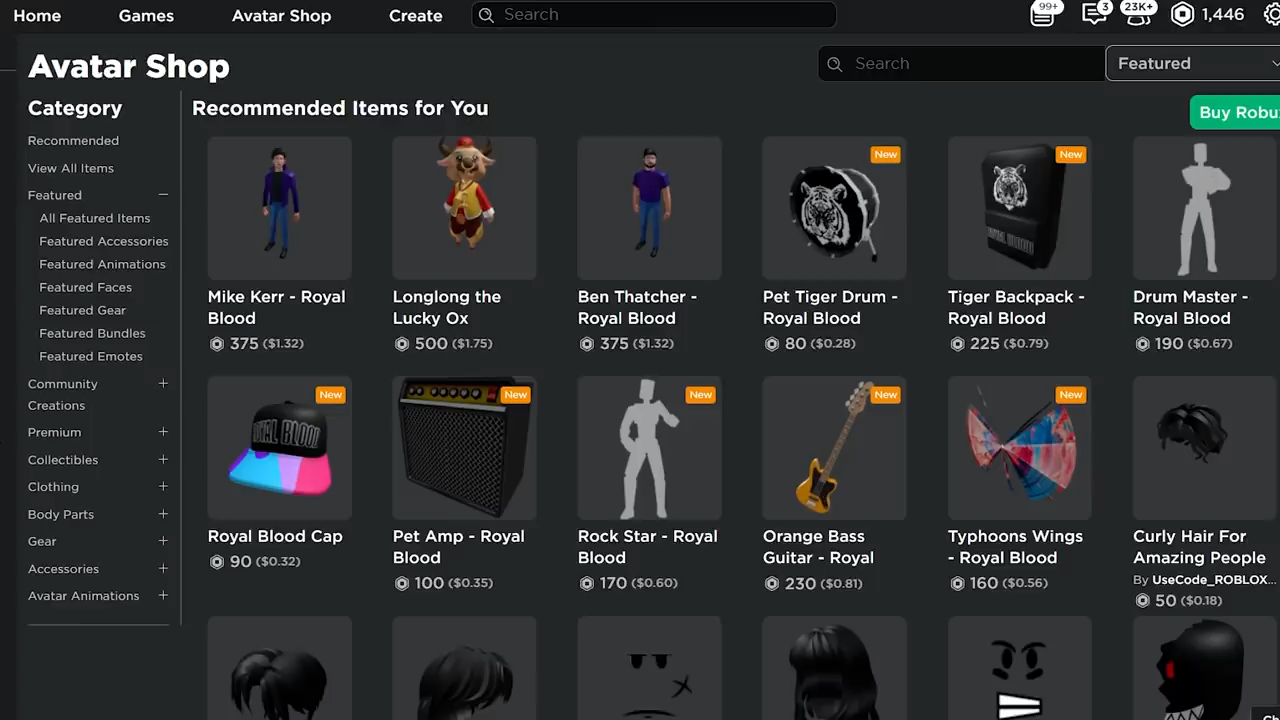 Home Games Avatar Shop Create Search 99+ 3 23K+ 1,446
Avatar Shop Search Featured
Category Recommended Items for You Buy Robu
Recommended
View All Items
Featured −
All Featured Items
Featured Accessories
Featured Animations
Featured Faces
Featured Gear
Featured Bundles
Featured Emotes
Community +
Creations
Premium +
Collectibles +
Clothing +
Body Parts +
Gear +
Accessories +
Avatar Animations +
Mike Kerr - Royal
Blood
375 ($1.32)
Longlong the
Lucky Ox
500 ($1.75)
Ben Thatcher -
Royal Blood
375 ($1.32)
New
Pet Tiger Drum -
Royal Blood
80 ($0.28)
New
ROYAL BLOOD
Tiger Backpack -
Royal Blood
225 ($0.79)
Drum Master -
Royal Blood
190 ($0.67)
New
ROYAL BLOOD
Royal Blood Cap
90 ($0.32)
New
Pet Amp - Royal
Blood
100 ($0.35)
New
Rock Star - Royal
Blood
170 ($0.60)
New
Orange Bass
Guitar - Royal
230 ($0.81)
New
Typhoons Wings
- Royal Blood
160 ($0.56)
Curly Hair For
Amazing People
By UseCode_ROBLOX...
50 ($0.18)